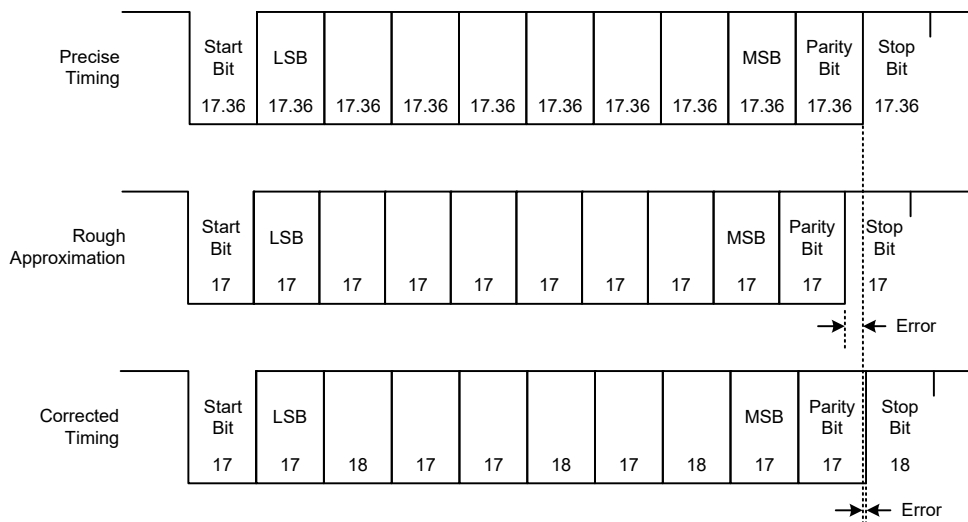 Precise
Timing
Start
Bit
LSB
MSB
Parity
Bit
Stop
Bit
17.36 17.36 17.36 17.36 17.36 17.36 17.36 17.36 17.36 17.36 17.36
Rough
Approximation
Start
Bit
LSB
MSB
Parity
Bit
Stop
Bit
17 17 17 17 17 17 17 17 17 17 17
Error
Corrected
Timing
Start
Bit
LSB
MSB
Parity
Bit
Stop
Bit
17 17 18 17 17 18 17 18 17 17 18
Error